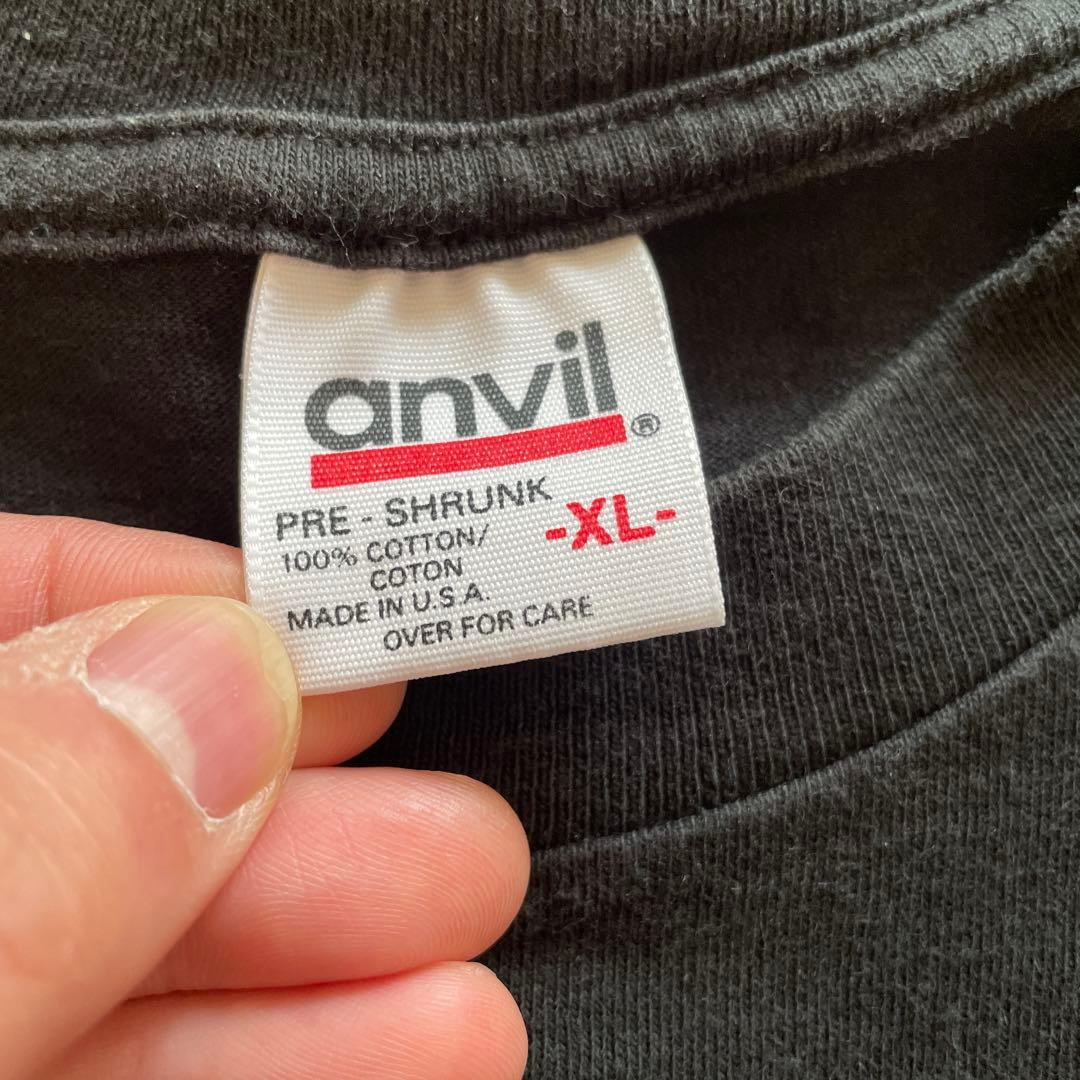 anvil®
PRE - SHRUNK
-XL-
100% COTTON/
COTON
MADE IN U.S.A.
OVER FOR CARE